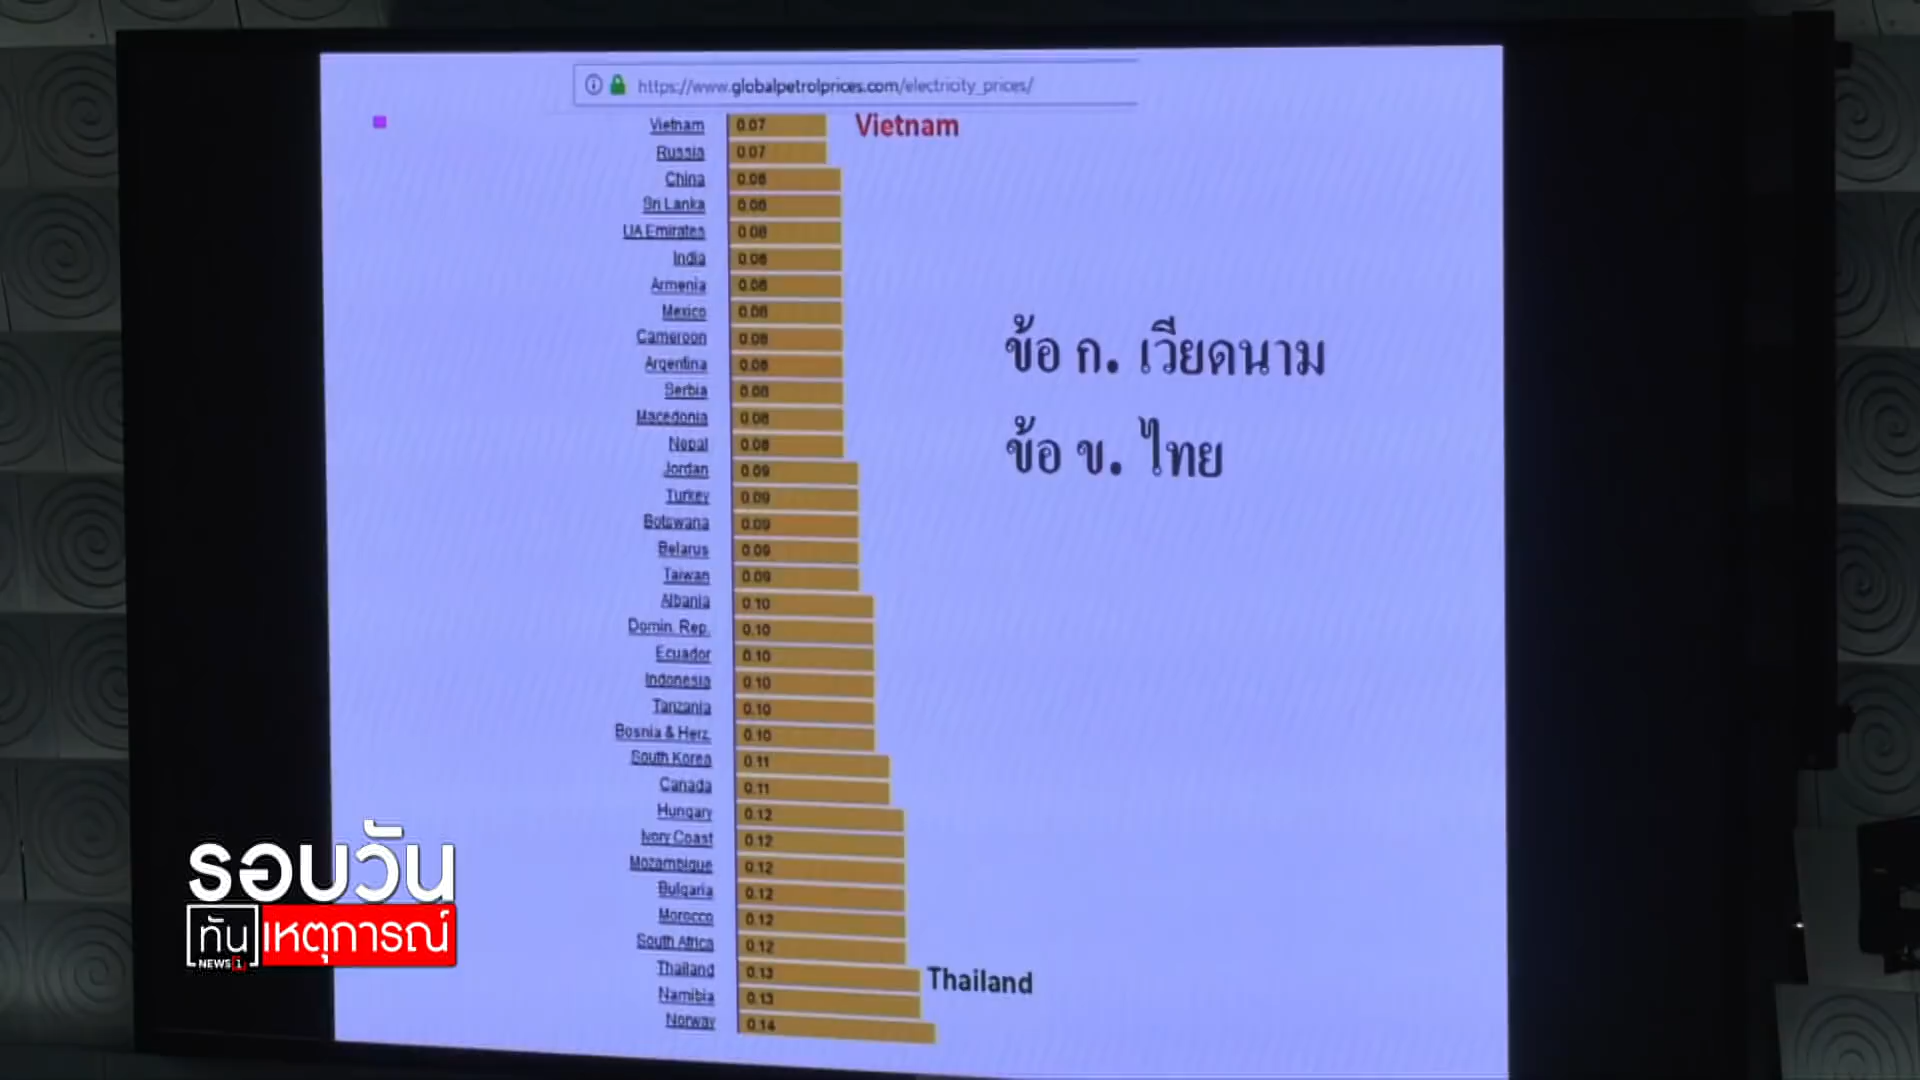 https://www.globalpetrolprices.com/electricity_prices/
Vietnam 0.07 Vietnam
Russia 0.07
China 0.08
Sri Lanka 0.08
UA Emirates 0.08
India 0.08
Armenia 0.08
Mexico 0.08
Cameroon 0.08
Argentina 0.08
Serbia 0.08
Macedonia 0.08
Nepal 0.08
Jordan 0.09
Turkey 0.09
Botswana 0.09
Belarus 0.09
Taiwan 0.09
Albania 0.10
Domin. Rep. 0.10
Ecuador 0.10
Indonesia 0.10
Tanzania 0.10
Bosnia & Herz. 0.10
South Korea 0.11
Canada 0.11
Hungary 0.12
Ivory Coast 0.12
Mozambique 0.12
Bulgaria 0.12
Morocco 0.12
South Africa 0.12
Thailand 0.13 Thailand
Namibia 0.13
Norway 0.14
ข้อ ก. เวียดนาม
ข้อ ข. ไทย
รอบวัน
ทันเหตุการณ์
NEWS1